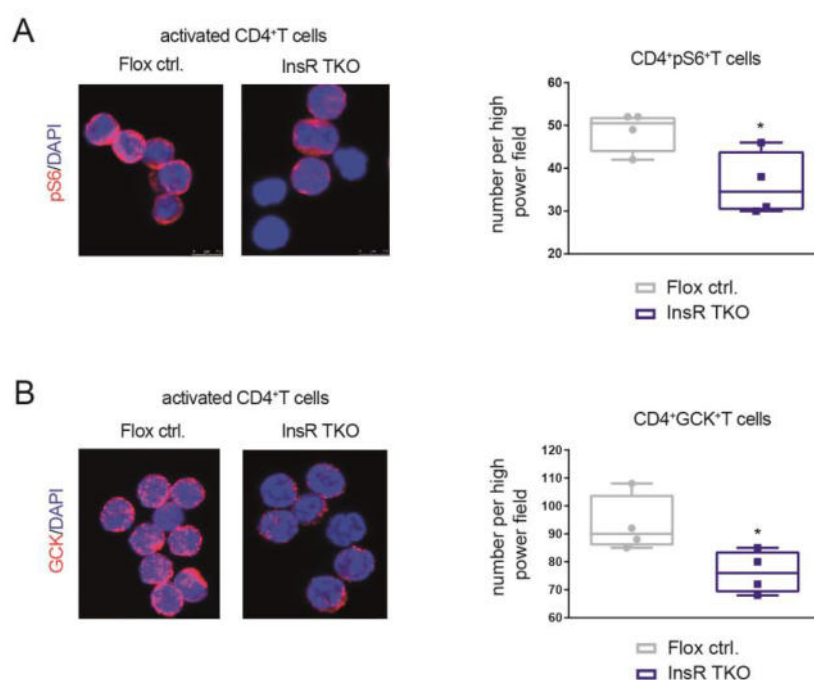 A
activated CD4⁺T cells
Flox ctrl.
InsR TKO
pS6/DAPI
CD4⁺pS6⁺T cells
number per high
power field
60
50
40
30
20
*
Flox ctrl.
InsR TKO
B
activated CD4⁺T cells
Flox ctrl.
InsR TKO
GCK/DAPI
CD4⁺GCK⁺T cells
number per high
power field
120
110
100
90
80
70
60
*
Flox ctrl.
InsR TKO